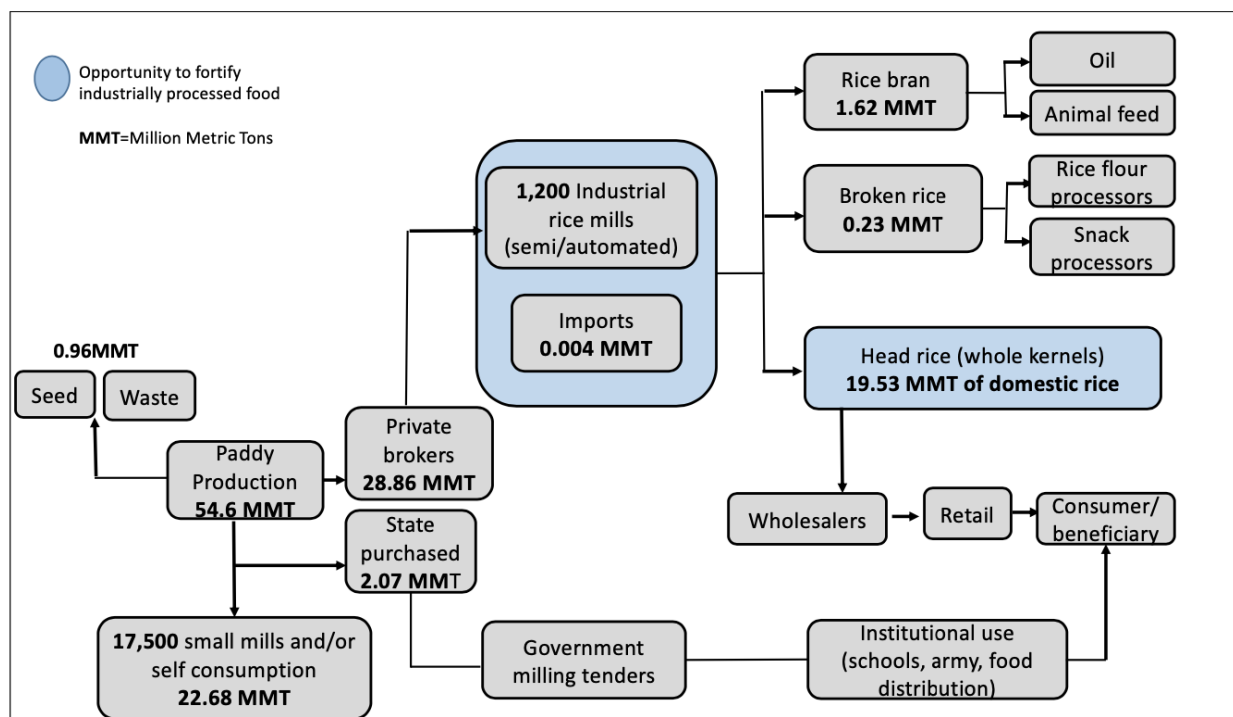 Opportunity to fortify
industrially processed food
MMT=Million Metric Tons
1,200 Industrial
rice mills
(semi/automated)
Imports
0.004 MMT
Rice bran
1.62 MMT
Oil
Animal feed
Broken rice
0.23 MMT
Rice flour
processors
Snack
processors
Head rice (whole kernels)
19.53 MMT of domestic rice
0.96MMT
Seed
Waste
Paddy
Production
54.6 MMT
Private
brokers
28.86 MMT
State
purchased
2.07 MMT
Wholesalers
Retail
Consumer/
beneficiary
17,500 small mills and/or
self consumption
22.68 MMT
Government
milling tenders
Institutional use
(schools, army, food
distribution)